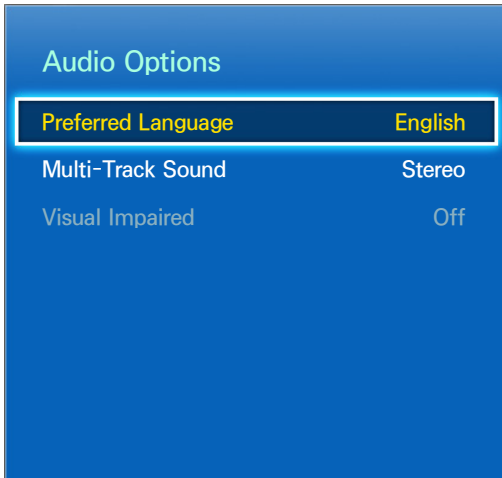 Audio Options
Preferred Language English
Multi-Track Sound Stereo
Visual Impaired Off